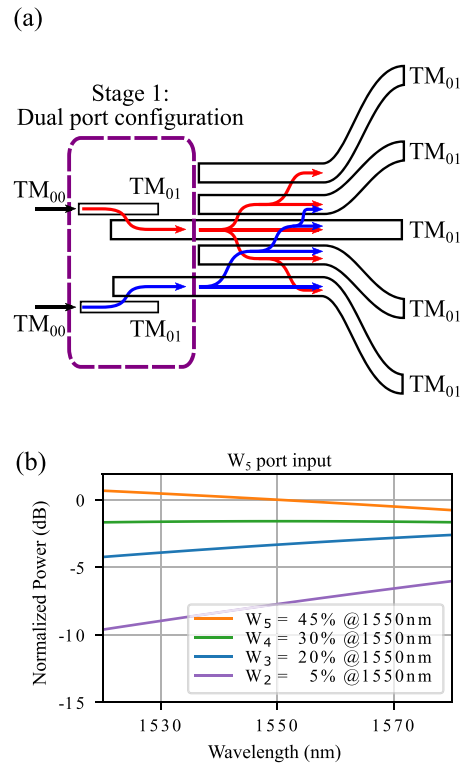 (a)
Stage 1:
Dual port configuration
TM01
TM01
TM00
TM01
TM01
TM00
TM01
TM01
TM01
(b)
W5 port input
Normalized Power (dB)
0
-5
-10
-15
W5 = 45% @1550nm
W4 = 30% @1550nm
W3 = 20% @1550nm
W2 = 5% @1550nm
1530
1550
1570
Wavelength (nm)